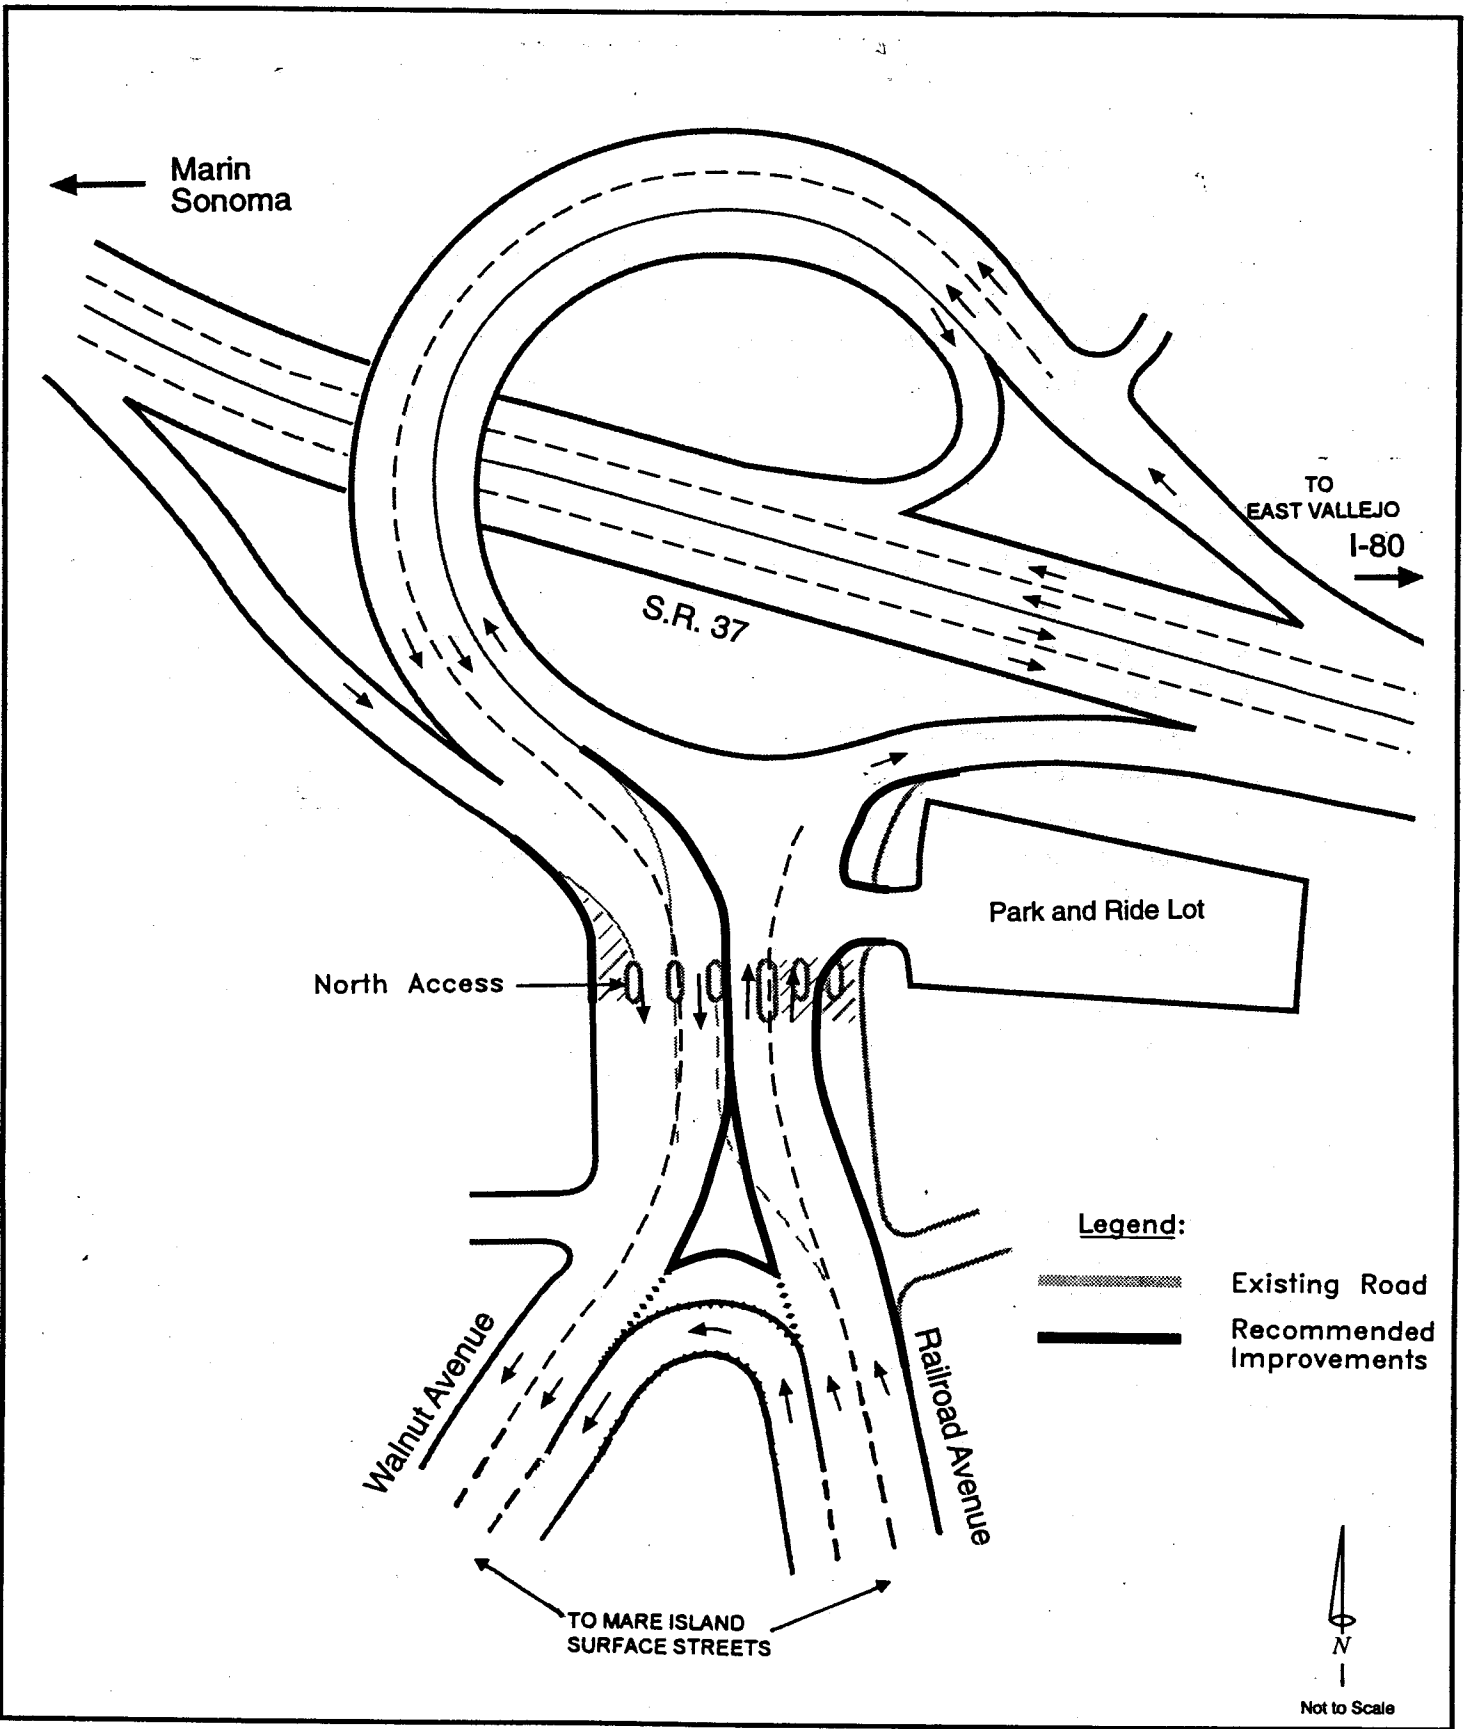 Marin
Sonoma
TO
EAST VALLEJO
I-80
S.R. 37
Park and Ride Lot
North Access
Legend:
Existing Road
Recommended
Improvements
Walnut Avenue
Railroad Avenue
TO MARE ISLAND
SURFACE STREETS
N
Not to Scale